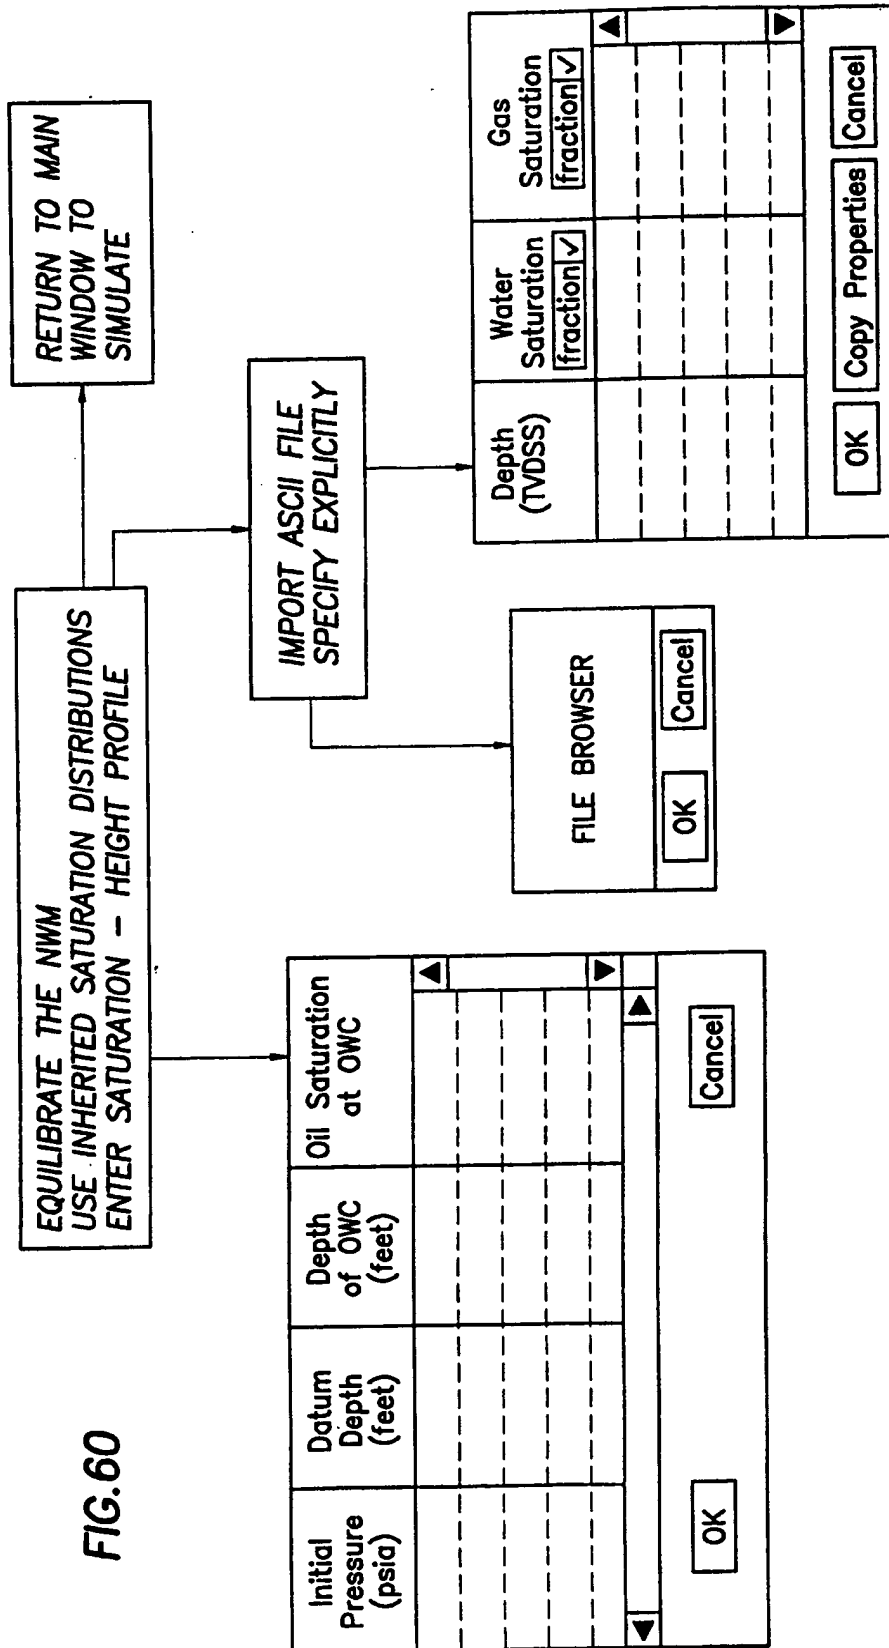 FIG.60
EQUILIBRATE THE NWM
USE INHERITED SATURATION DISTRIBUTIONS
ENTER SATURATION – HEIGHT PROFILE
RETURN TO MAIN
WINDOW TO
SIMULATE
IMPORT ASCII FILE
SPECIFY EXPLICITLY
Initial
Pressure
(psia)
Datum
Depth
(feet)
Depth
of OWC
(feet)
Oil Saturation
at OWC
OK
Cancel
FILE BROWSER
OK
Cancel
Depth
(TVDSS)
Water
Saturation
fraction
Gas
Saturation
fraction
OK
Copy Properties
Cancel